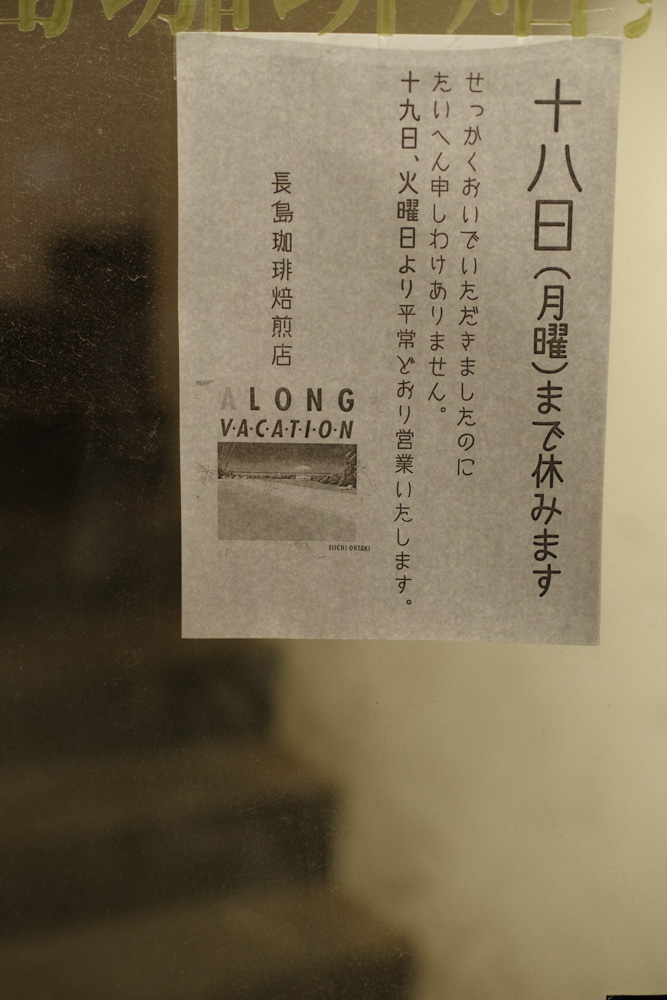 十八日(月曜)まで休みます
せっかくおいでいただきましたのに
たいへん申しわけありません。
十九日、火曜日より平常どおり営業いたします。
長島珈琲焙煎店
A LONG
V・A・C・A・T・I・O・N
EIICHI OHTAKI